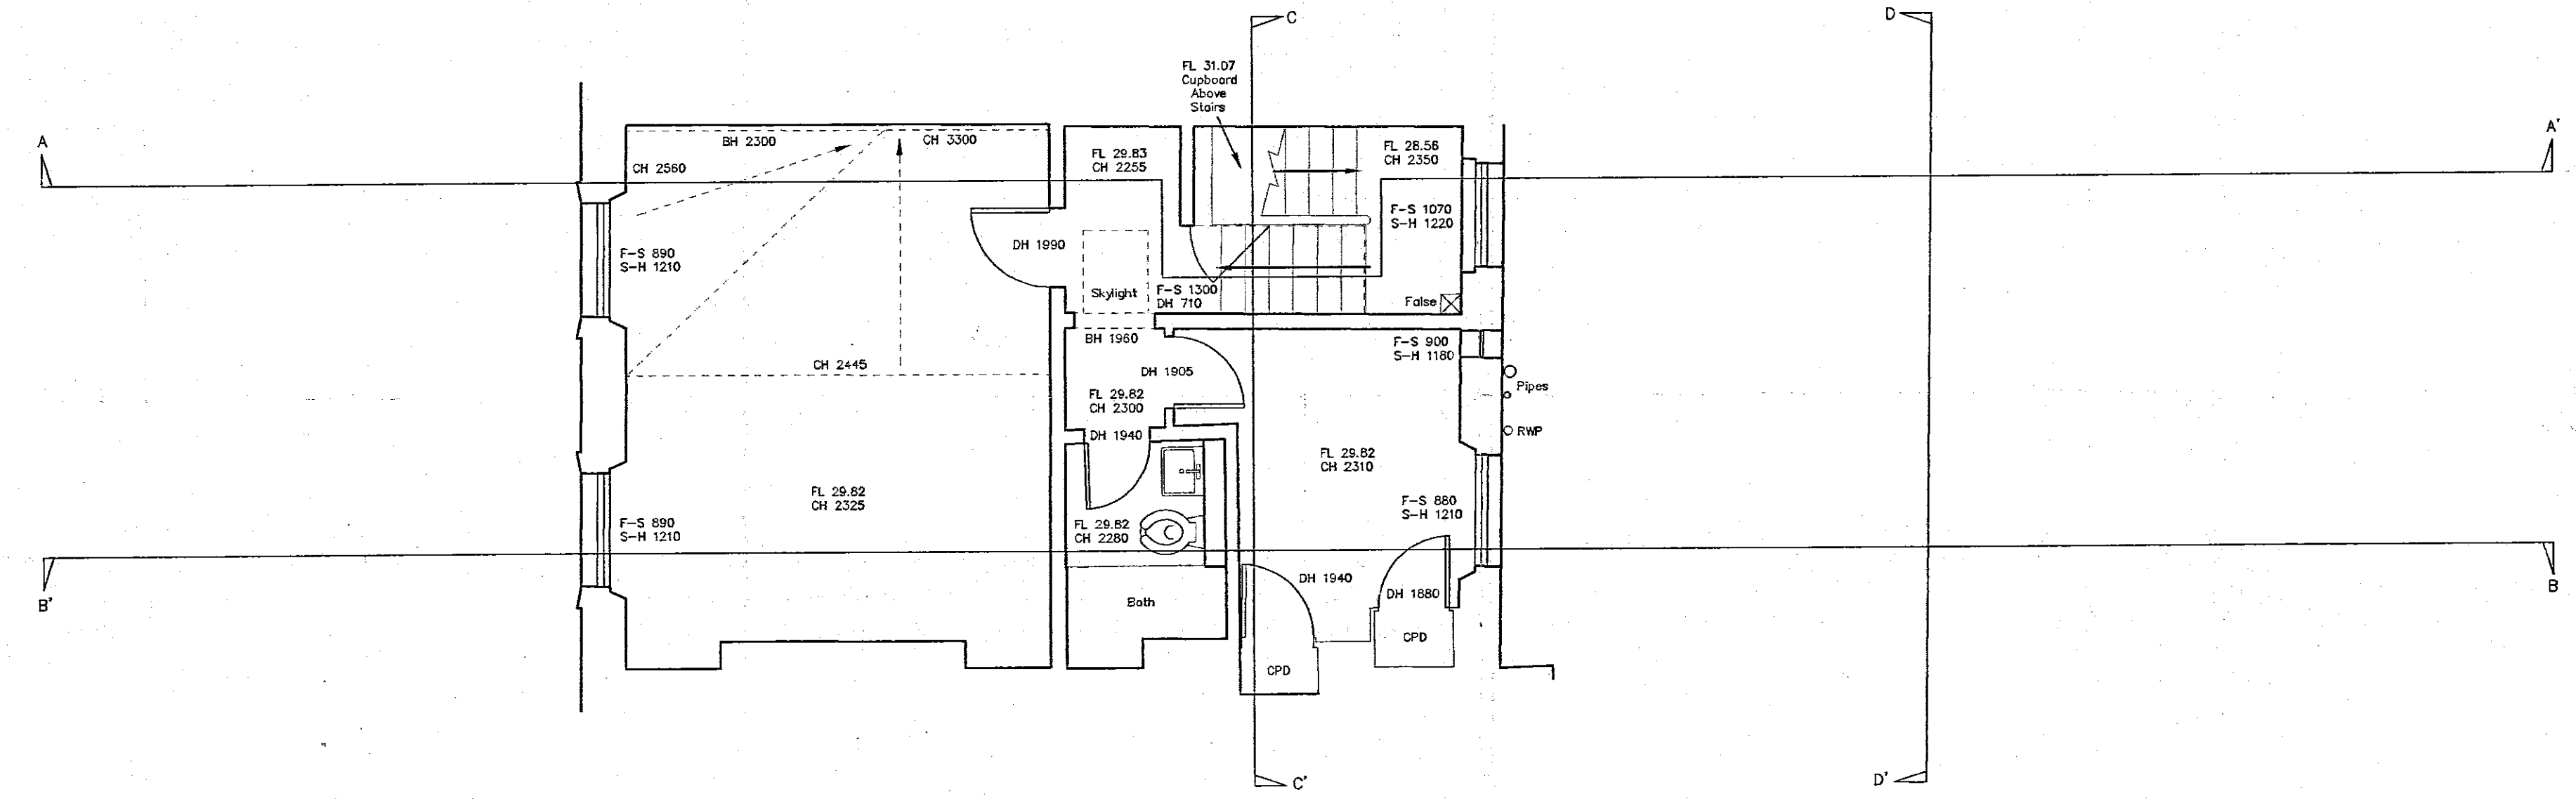 C
D
FL 31.07
Cupboard
Above
Stairs
A
A'
BH 2300
CH 3300
CH 2560
FL 29.83
CH 2255
FL 28.56
CH 2350
F-S 1070
S-H 1220
DH 1990
F-S 890
S-H 1210
Skylight
F-S 1300
DH 710
False
BH 1960
F-S 900
S-H 1180
CH 2445
DH 1905
Pipes
FL 29.82
CH 2300
RWP
DH 1940
FL 29.82
CH 2310
FL 29.82
CH 2325
F-S 880
S-H 1210
F-S 890
S-H 1210
FL 29.82
CH 2280
DH 1940
DH 1880
B'
B
Bath
CPD
CPD
C'
D'